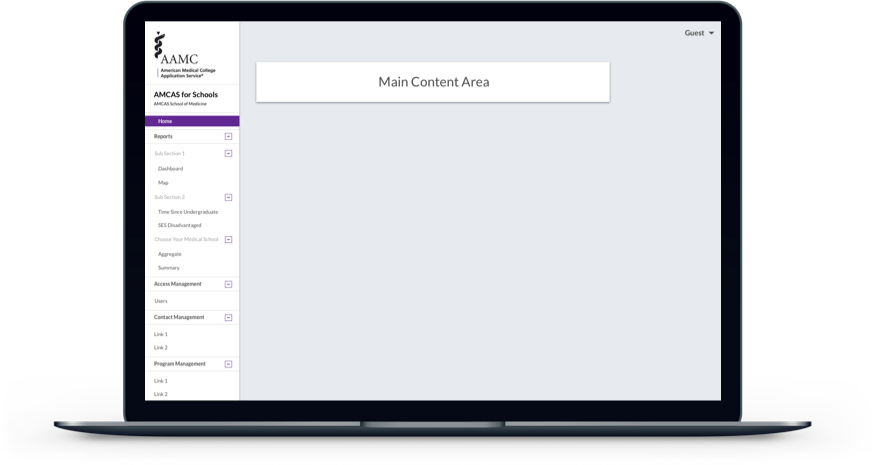 AAMC
American Medical College
Application Service®
AMCAS for Schools
AMCAS School of Medicine
Home
Reports
Sub Section 1
Dashboard
Map
Sub Section 2
Time Since Undergraduate
SES Disadvantaged
Choose Your Medical School
Aggregate
Summary
Access Management
Users
Contact Management
Link 1
Link 2
Program Management
Link 1
Link 2
Guest
Main Content Area